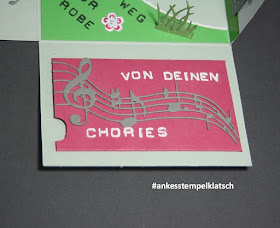 R WEG
ROBE
VON DEINEN
CHORIES
#ankesstempelklatsch